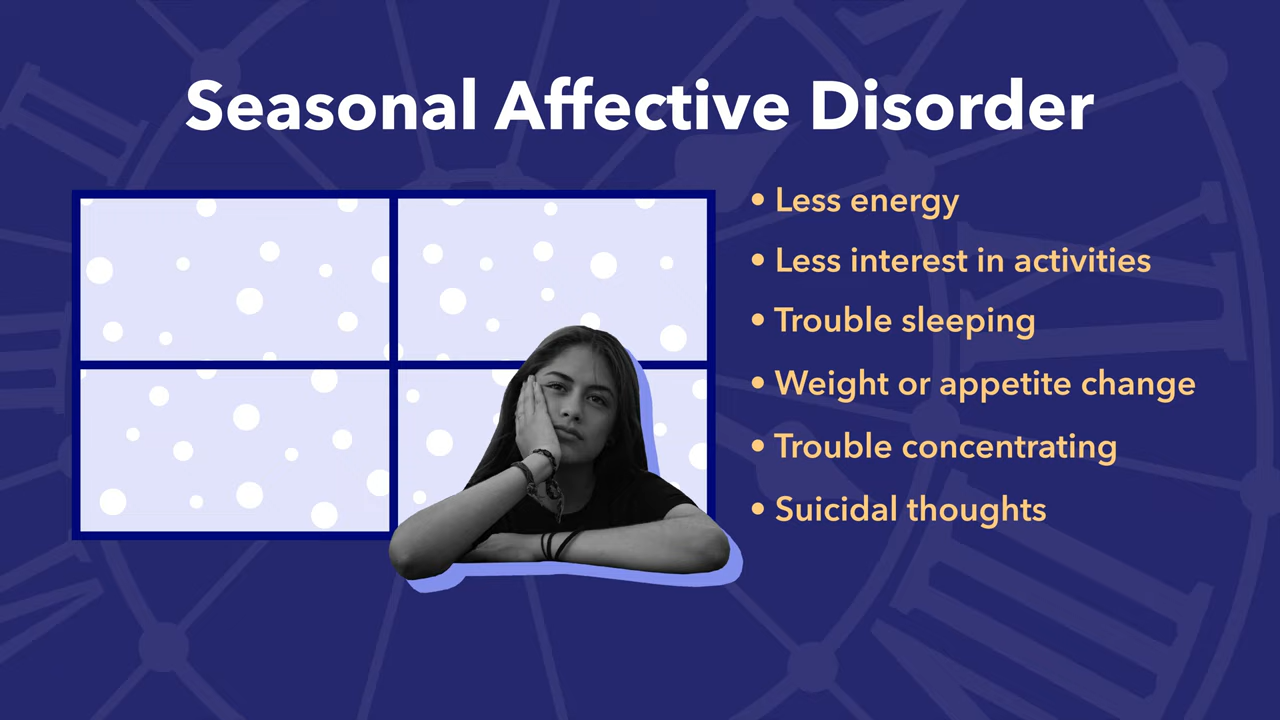 Seasonal Affective Disorder
• Less energy
• Less interest in activities
• Trouble sleeping
• Weight or appetite change
• Trouble concentrating
• Suicidal thoughts